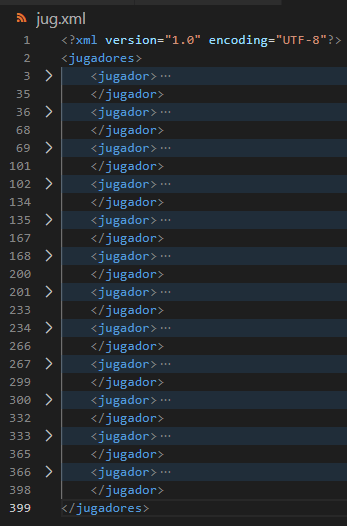 jug.xml
1 <?xml version="1.0" encoding="UTF-8"?>
2 <jugadores>
3 <jugador>…
35 </jugador>
36 <jugador>…
68 </jugador>
69 <jugador>…
101 </jugador>
102 <jugador>…
134 </jugador>
135 <jugador>…
167 </jugador>
168 <jugador>…
200 </jugador>
201 <jugador>…
233 </jugador>
234 <jugador>…
266 </jugador>
267 <jugador>…
299 </jugador>
300 <jugador>…
332 </jugador>
333 <jugador>…
365 </jugador>
366 <jugador>…
398 </jugador>
399 </jugadores>